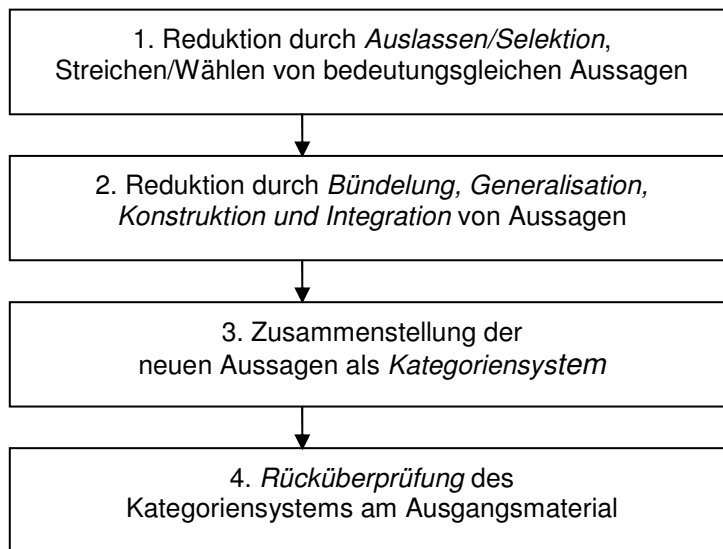 1. Reduktion durch Auslassen/Selektion,
Streichen/Wählen von bedeutungsgleichen Aussagen
2. Reduktion durch Bündelung, Generalisation,
Konstruktion und Integration von Aussagen
3. Zusammenstellung der
neuen Aussagen als Kategoriensystem
4. Rücküberprüfung des
Kategoriensystems am Ausgangsmaterial